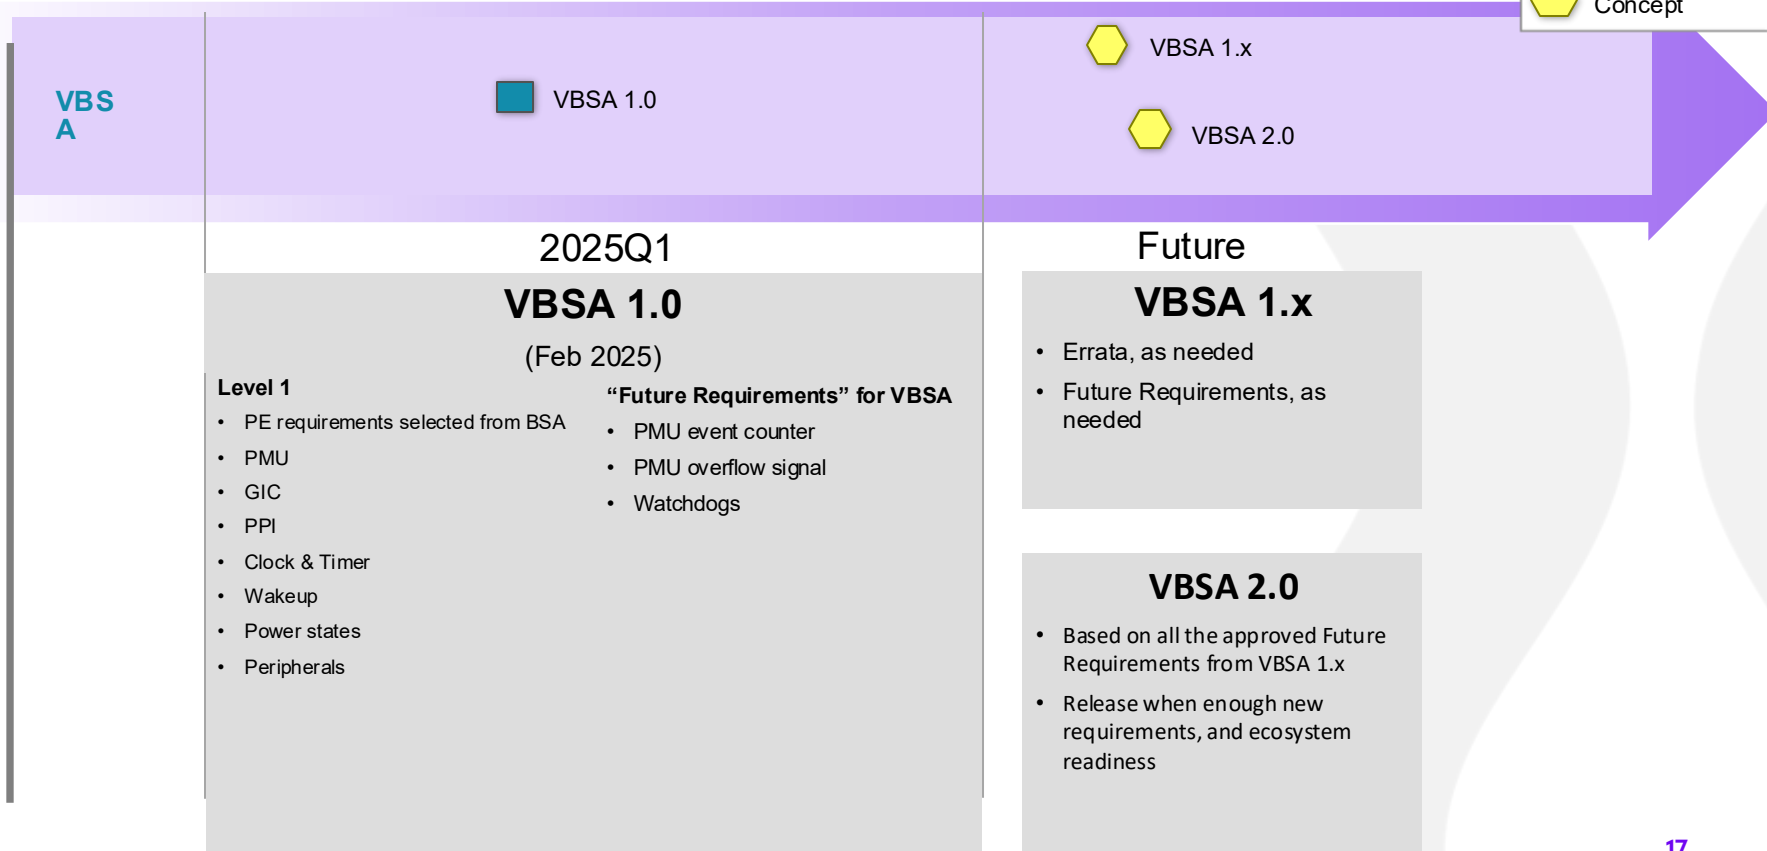 Concept
VBS
A
VBSA 1.0
VBSA 1.x
VBSA 2.0
2025Q1
VBSA 1.0
(Feb 2025)
Level 1
• PE requirements selected from BSA
• PMU
• GIC
• PPI
• Clock & Timer
• Wakeup
• Power states
• Peripherals
“Future Requirements” for VBSA
• PMU event counter
• PMU overflow signal
• Watchdogs
Future
VBSA 1.x
• Errata, as needed
• Future Requirements, as
needed
VBSA 2.0
• Based on all the approved Future
Requirements from VBSA 1.x
• Release when enough new
requirements, and ecosystem
readiness
17